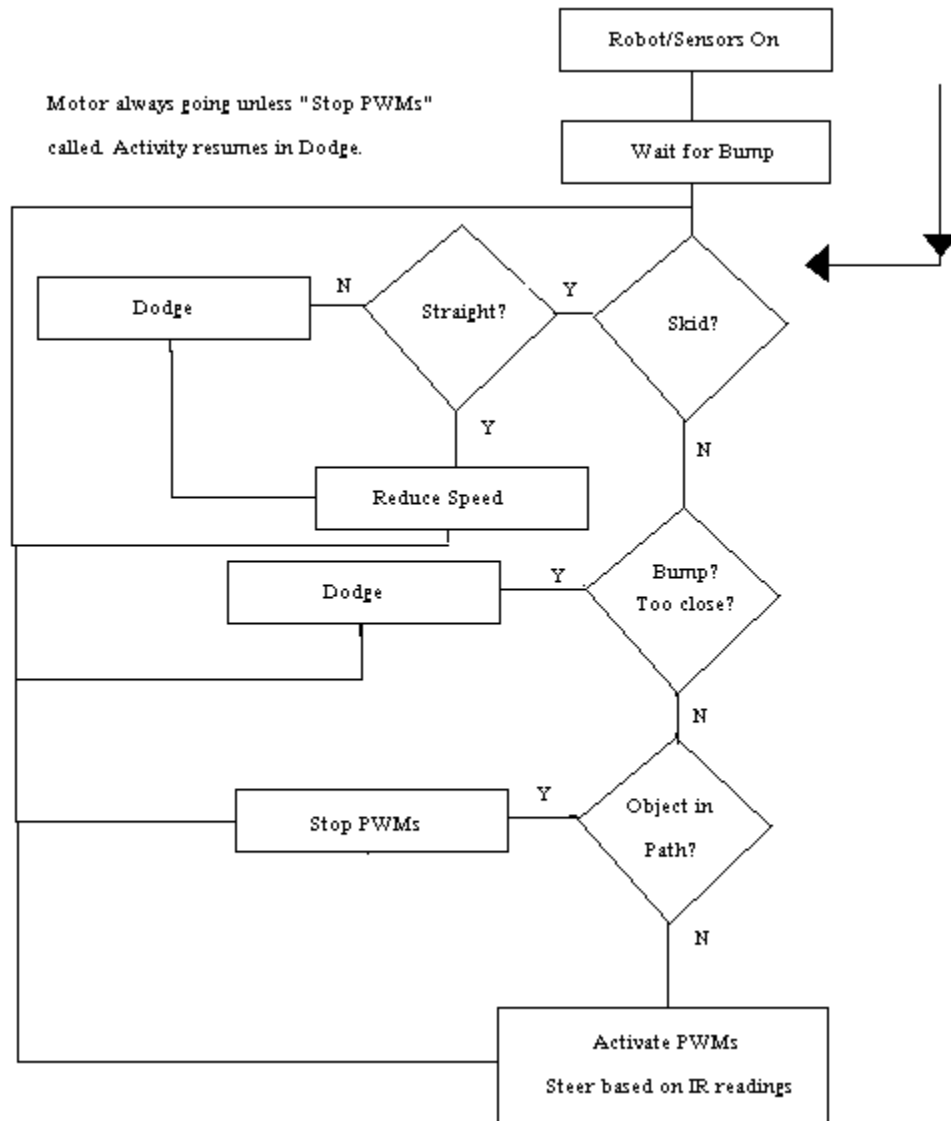 Robot/Sensors On
Motor always going unless "Stop PWMs"
called. Activity resumes in Dodge.
Wait for Bump
N
Y
Dodge
Straight?
Skid?
Y
N
Reduce Speed
Y
Bump?
Too close?
Dodge
N
Y
Object in
Path?
Stop PWMs
N
Activate PWMs
Steer based on IR readings